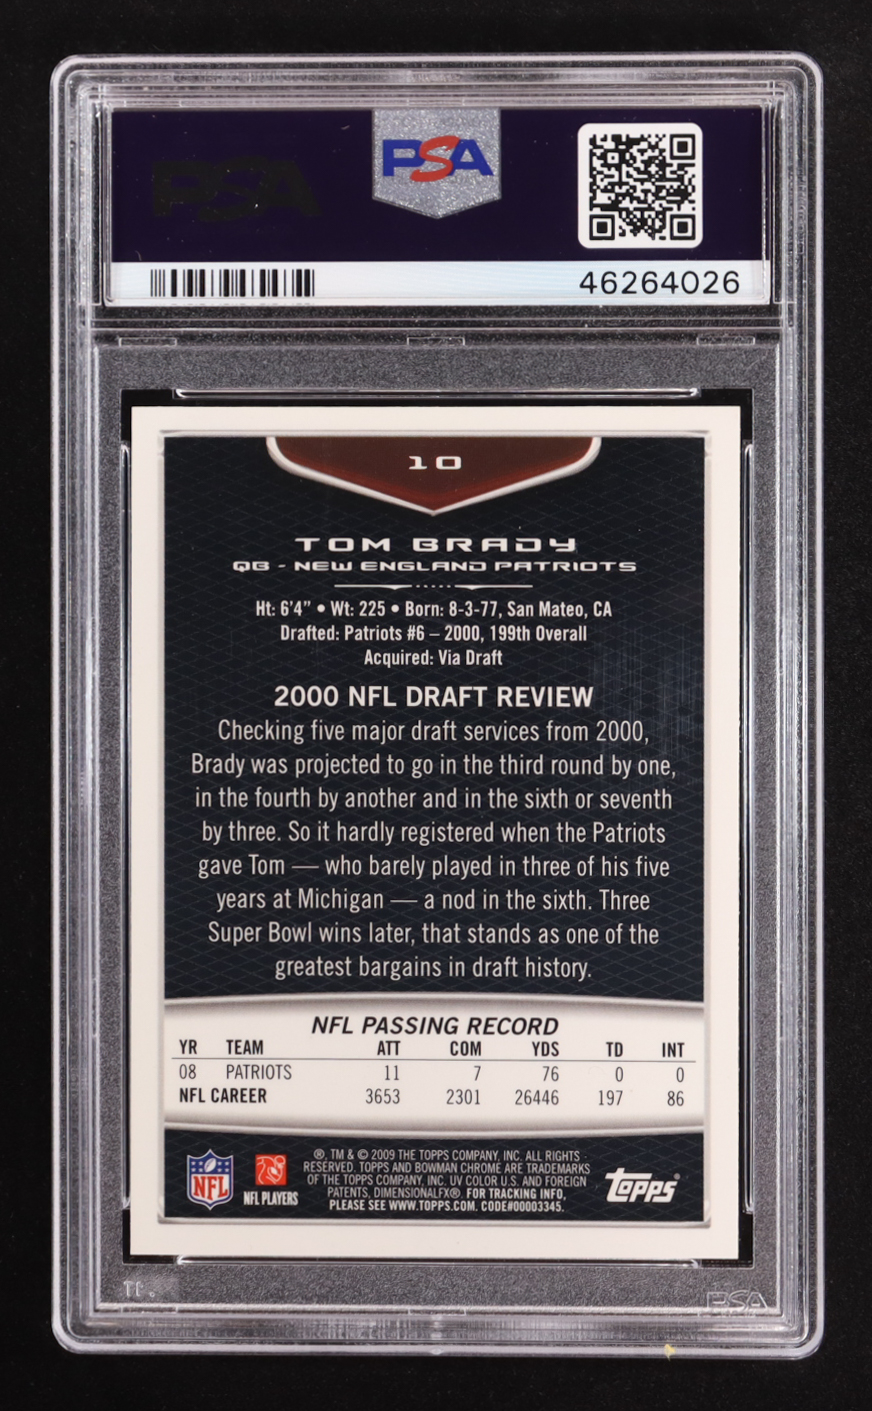 PSA
PSA
46264026
10
TOM BRADY
QB - NEW ENGLAND PATRIOTS
Ht: 6'4" • Wt: 225 • Born: 8-3-77, San Mateo, CA
Drafted: Patriots #6 – 2000, 199th Overall
Acquired: Via Draft
2000 NFL DRAFT REVIEW
Checking five major draft services from 2000,
Brady was projected to go in the third round by one,
in the fourth by another and in the sixth or seventh
by three. So it hardly registered when the Patriots
gave Tom — who barely played in three of his five
years at Michigan — a nod in the sixth. Three
Super Bowl wins later, that stands as one of the
greatest bargains in draft history.
NFL PASSING RECORD
YR TEAM ATT COM YDS TD INT
08 PATRIOTS 11 7 76 0 0
NFL CAREER 3653 2301 26446 197 86
NFL
NFL PLAYERS
®, TM & © 2009 THE TOPPS COMPANY, INC. ALL RIGHTS
RESERVED. TOPPS AND BOWMAN CHROME ARE TRADEMARKS
OF THE TOPPS COMPANY, INC. UV COLOR U.S. AND FOREIGN
PATENTS, DIMENSIONALFX®. FOR TRACKING INFO,
PLEASE SEE WWW.TOPPS.COM. CODE#00003345.
Topps®
PSA